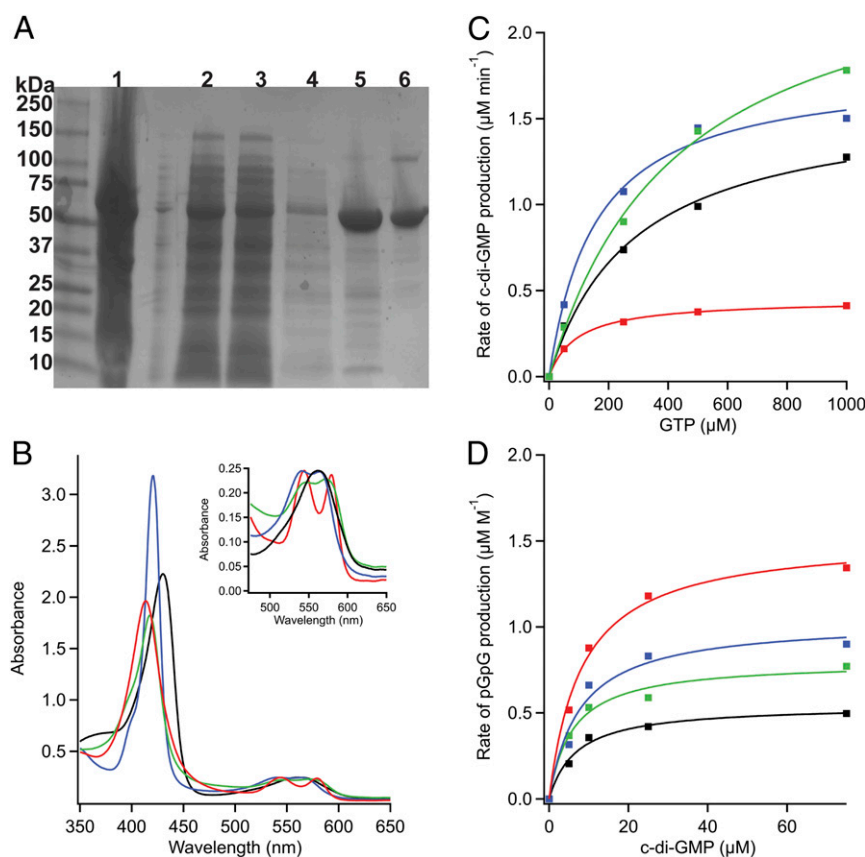 A
kDa 1 2 3 4 5 6
250
150
100
75
50
37
25
20
15
10
B
Absorbance
3.0
2.5
2.0
1.5
1.0
0.5
350 400 450 500 550 600 650
Wavelength (nm)
Absorbance
0.25
0.20
0.15
0.10
0.05
0.00
500 550 600 650
Wavelength (nm)
C
Rate of c-di-GMP production (µM min⁻¹)
2.0
1.5
1.0
0.5
0.0
0 200 400 600 800 1000
GTP (µM)
D
Rate of pGpG production (µM M⁻¹)
2.0
1.5
1.0
0.5
0.0
0 20 40 60
c-di-GMP (µM)